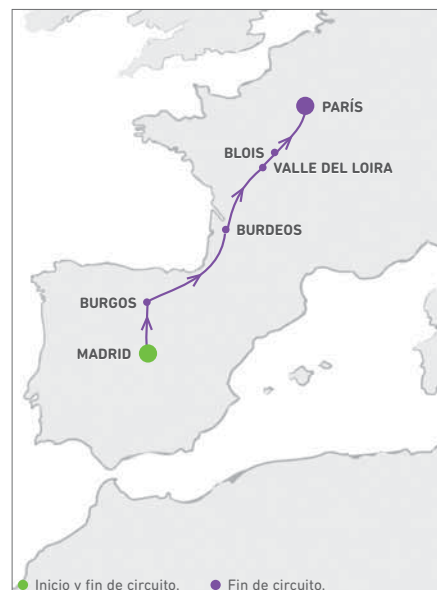 PARÍS
BLOIS
VALLE DEL LOIRA
BURDEOS
BURGOS
MADRID
Inicio y fin de circuito. Fin de circuito.